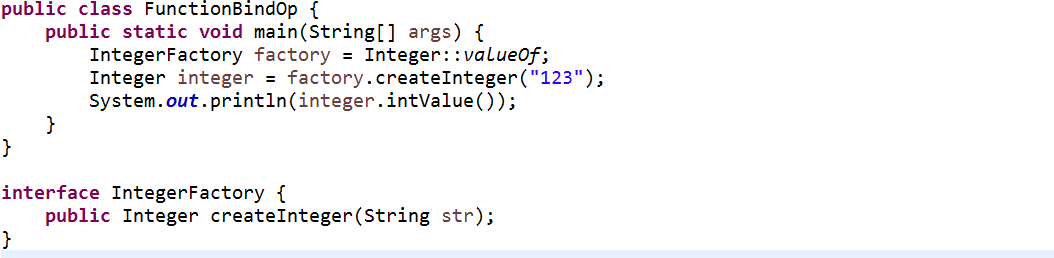 public class FunctionBindOp {
    public static void main(String[] args) {
        IntegerFactory factory = Integer::valueOf;
        Integer integer = factory.createInteger("123");
        System.out.println(integer.intValue());
    }
}

interface IntegerFactory {
    public Integer createInteger(String str);
}